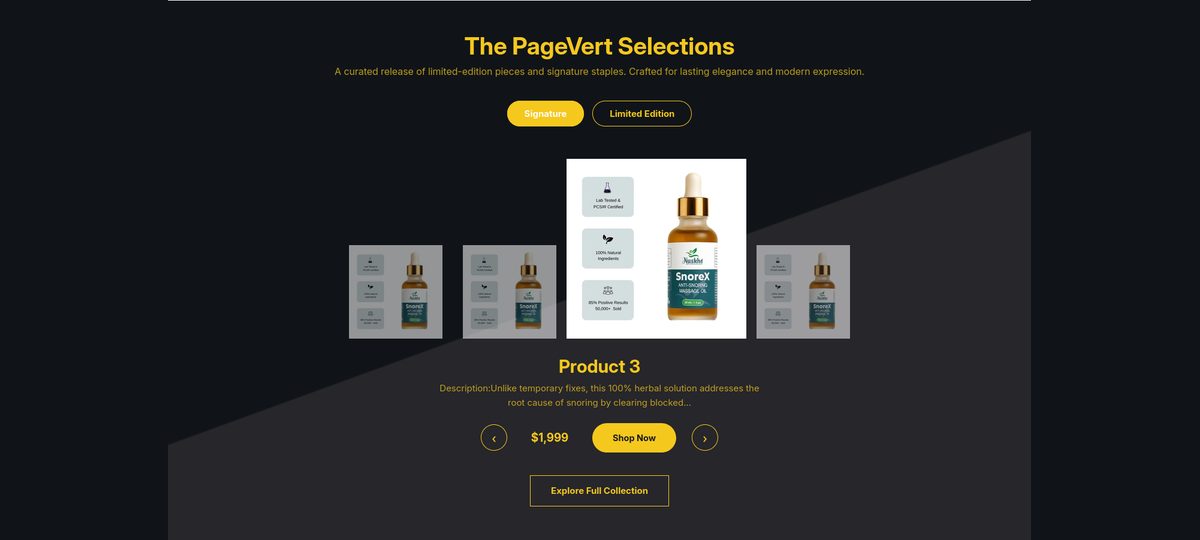 The PageVert Selections
A curated release of limited-edition pieces and signature staples. Crafted for lasting elegance and modern expression.
Signature
Limited Edition
Lab Tested &
PCSIR Certified
100% Natural
Ingredients
85% Positive Results
50,000+ Sold
SnoreX
ANTI-SNORING
MASSAGE OIL
SnoreX
SnoreX
SnoreX
Product 3
Description:Unlike temporary fixes, this 100% herbal solution addresses the
root cause of snoring by clearing blocked...
‹
$1,999
Shop Now
›
Explore Full Collection